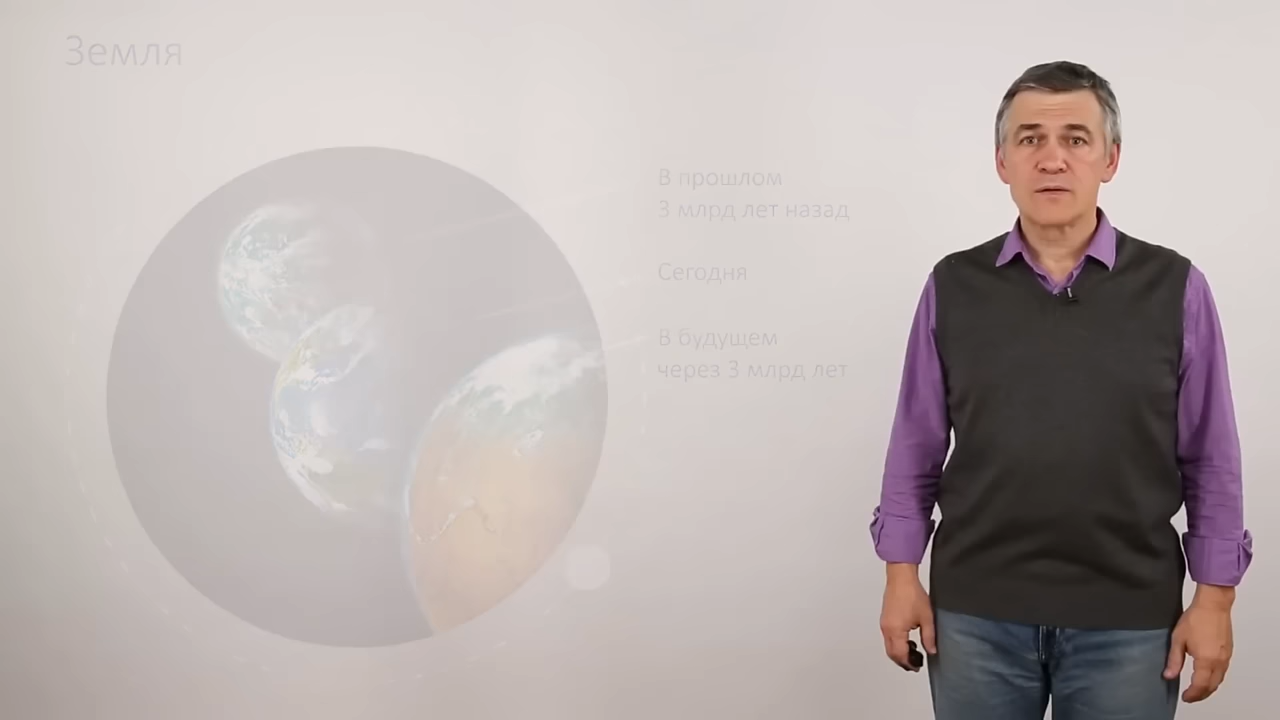 Земля
В прошлом
3 млрд лет назад
Сегодня
В будущем
через 3 млрд лет